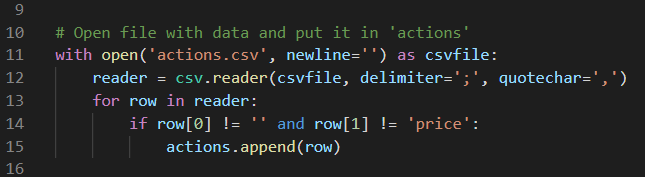 9
10 # Open file with data and put it in 'actions'
11 with open('actions.csv', newline='') as csvfile:
12     reader = csv.reader(csvfile, delimiter=';', quotechar=',')
13     for row in reader:
14         if row[0] != '' and row[1] != 'price':
15             actions.append(row)
16